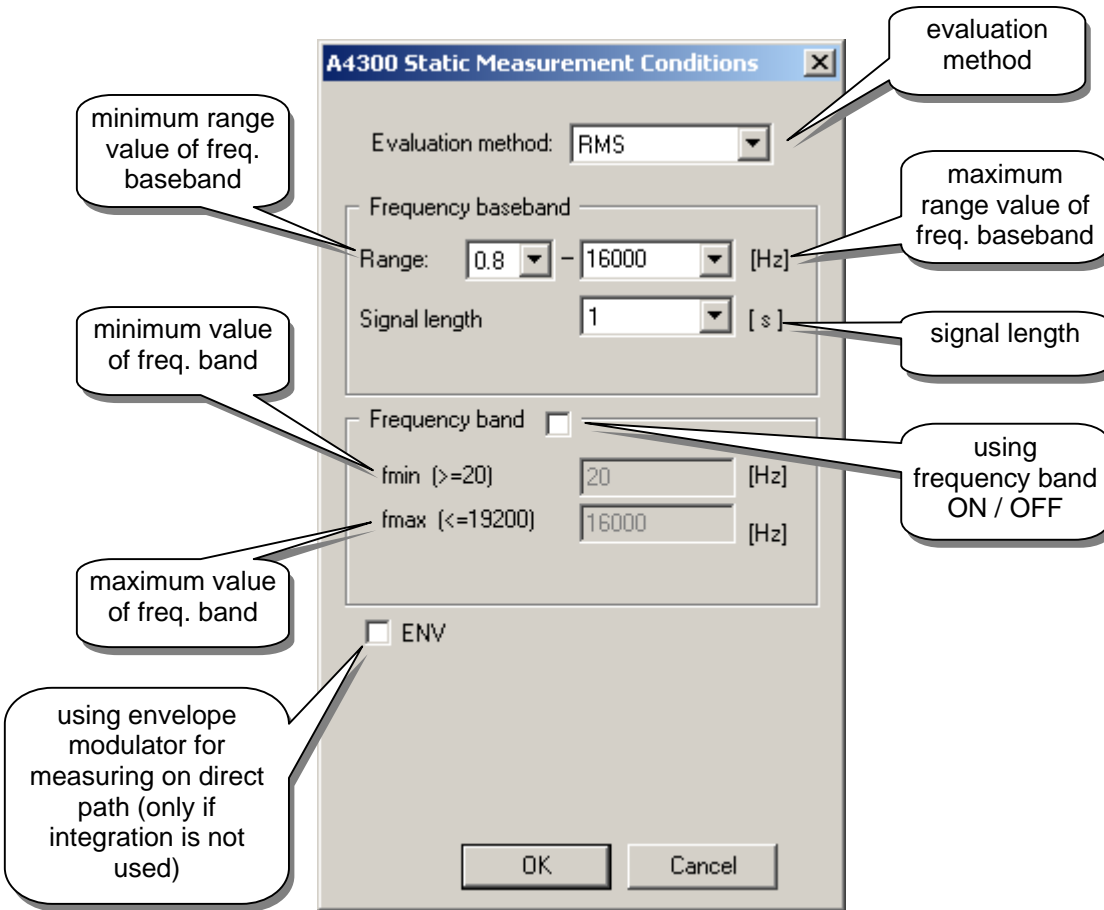 evaluation
method
A4300 Static Measurement Conditions
minimum range
value of freq.
baseband
Evaluation method: RMS
maximum
range value of
freq. baseband
Frequency baseband
Range: 0.8 - 16000 [Hz]
Signal length 1 [ s ]
signal length
minimum value
of freq. band
Frequency band
using
frequency band
ON / OFF
fmin (>=20) 20 [Hz]
fmax (<=19200) 16000 [Hz]
maximum value
of freq. band
ENV
using envelope
modulator for
measuring on direct
path (only if
integration is not
used)
OK Cancel